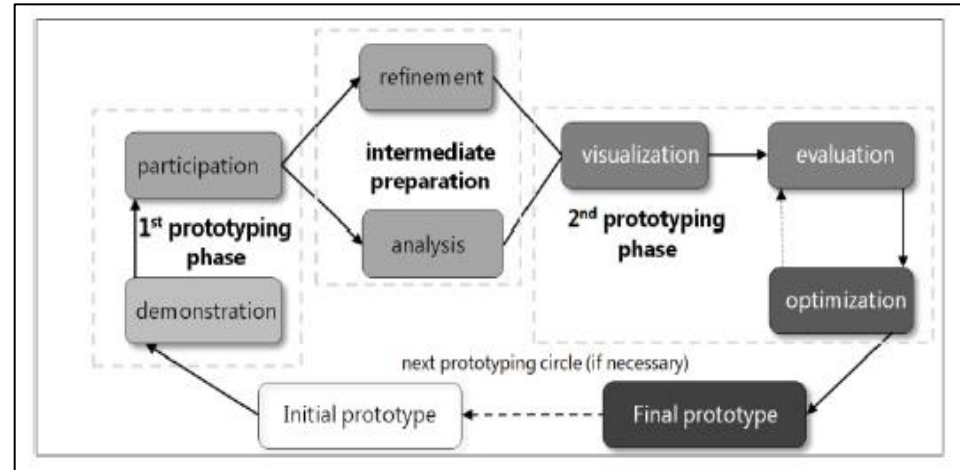 refinement
participation
intermediate
preparation
visualization
evaluation
1st prototyping
phase
analysis
2nd prototyping
phase
demonstration
optimization
next prototyping circle (if necessary)
Initial prototype
Final prototype